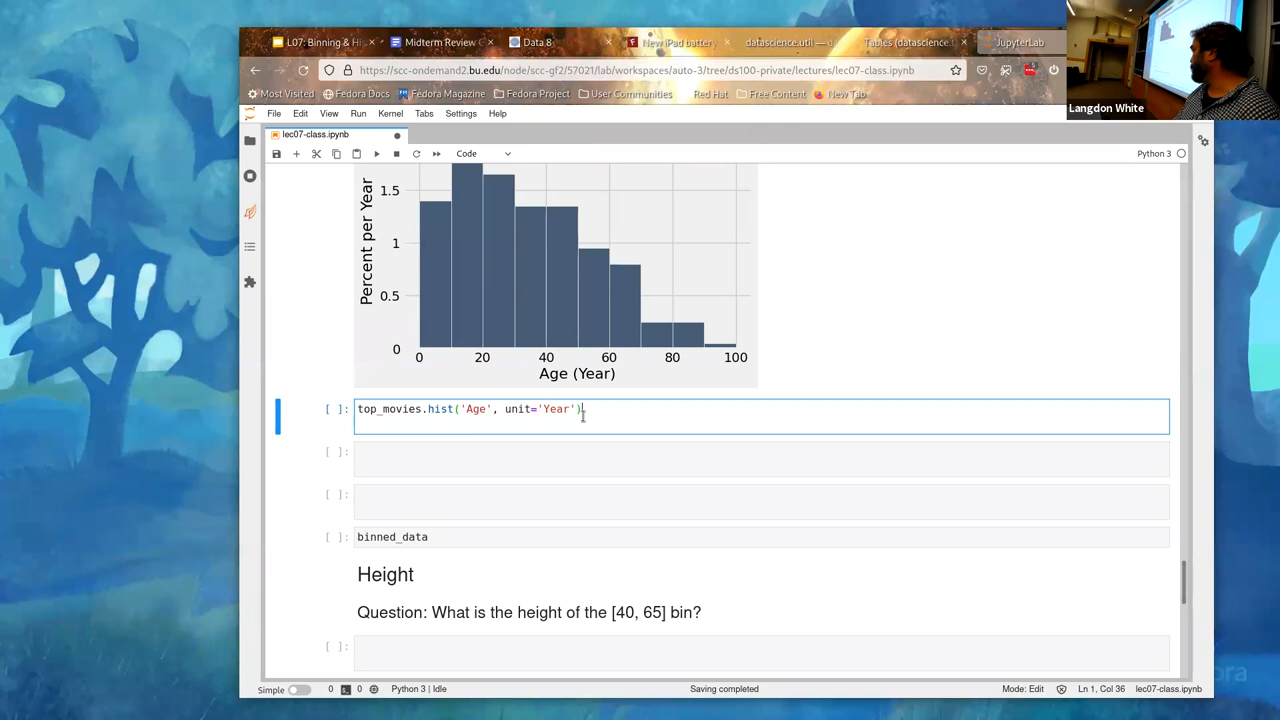 L07: Binning & Hi
Midterm Review
Data 8
New iPad battery
datascience.util —
Tables (datascience.
JupyterLab
https://scc-ondemand2.bu.edu/node/scc-gf2/57021/lab/workspaces/auto-3/tree/ds100-private/lectures/lec07-class.ipynb
Most Visited
Fedora Docs
Fedora Magazine
Fedora Project
User Communities
Red Hat
Free Content
New Tab
Langdon White
File Edit View Run Kernel Tabs Settings Help
lec07-class.ipynb
Code
Python 3
1.5
1
0.5
0
Percent per Year
0 20 40 60 80 100
Age (Year)
[ ]: top_movies.hist('Age', unit='Year')
[ ]:
[ ]:
[ ]: binned_data
Height
Question: What is the height of the [40, 65] bin?
[ ]:
Simple 0 0 Python 3 | Idle Saving completed Mode: Edit Ln 1, Col 36 lec07-class.ipynb